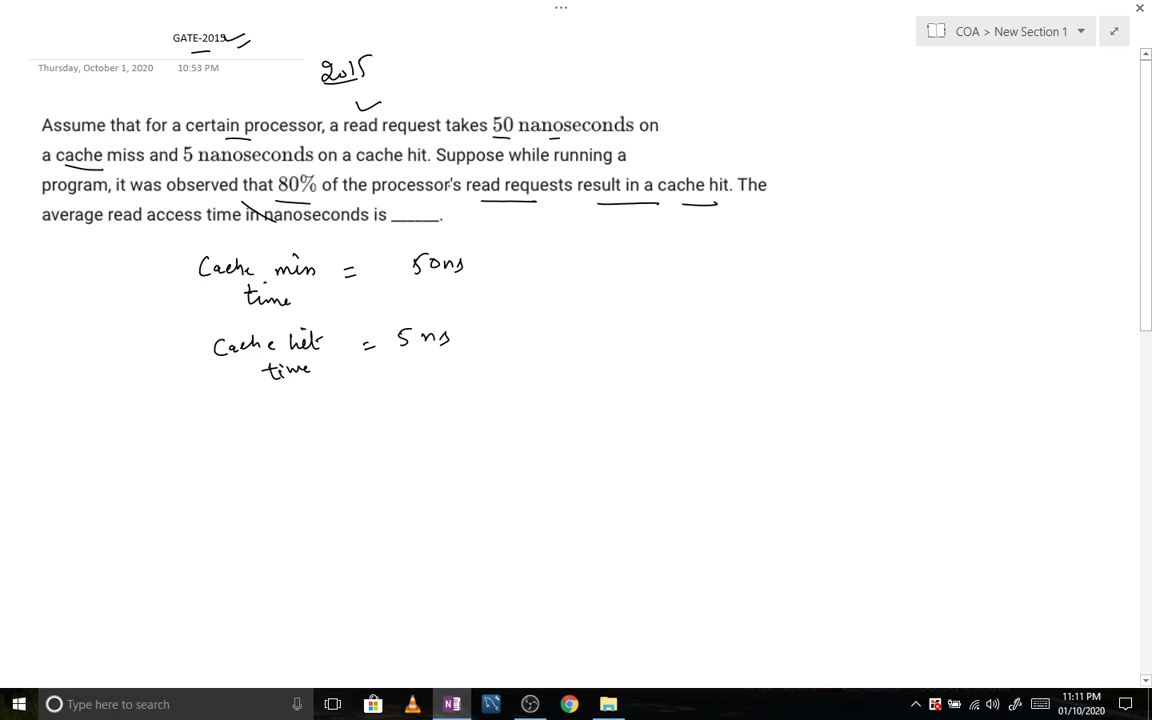 COA > New Section 1
GATE-2015
Thursday, October 1, 2020 10:53 PM
2015
Assume that for a certain processor, a read request takes 50 nanoseconds on
a cache miss and 5 nanoseconds on a cache hit. Suppose while running a
program, it was observed that 80% of the processor's read requests result in a cache hit. The
average read access time in nanoseconds is ______.
Cache miss = 50ns
time
Cache hit = 5 ns
time
Type here to search
11:11 PM
01/10/2020